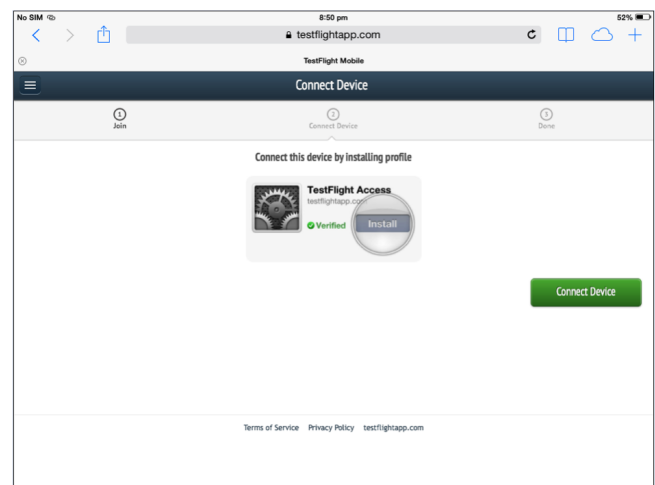 No SIM 8:50 pm 52%
testflightapp.com
TestFlight Mobile
Connect Device
1 2 3
Join Connect Device Done
Connect this device by installing profile
TestFlight Access
testflightapp.co
Verified Install
Connect Device
Terms of Service Privacy Policy testflightapp.com